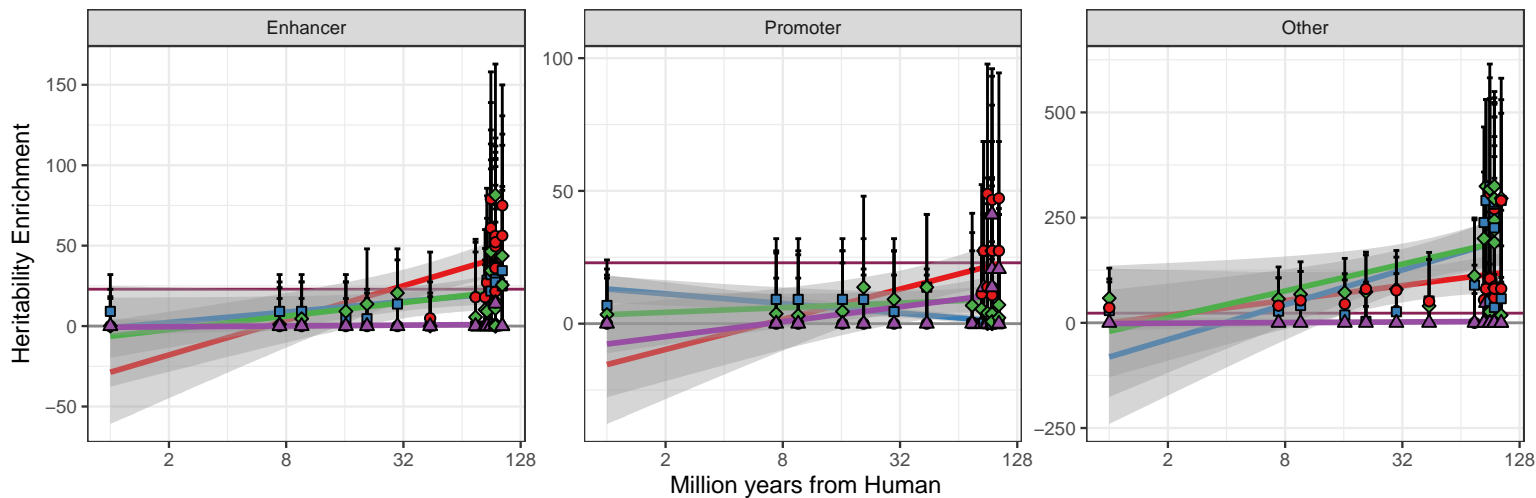 Enhancer
Promoter
Other
Heritability Enrichment
150
100
50
0
−50
100
50
0
500
250
0
−250
2 8 32 128
2 8 32 128
2 8 32 128
Million years from Human